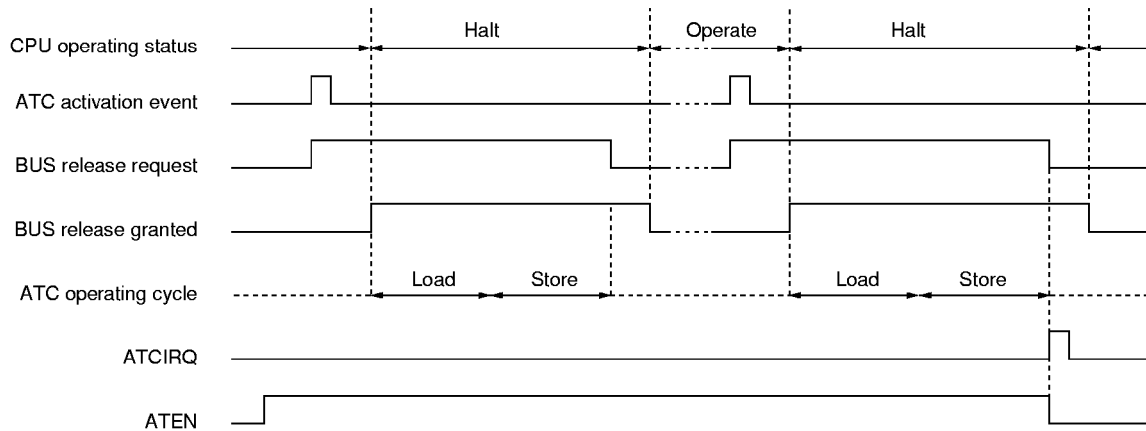 Halt Operate Halt
CPU operating status
ATC activation event
BUS release request
BUS release granted
Load Store Load Store
ATC operating cycle
ATCIRQ
ATEN